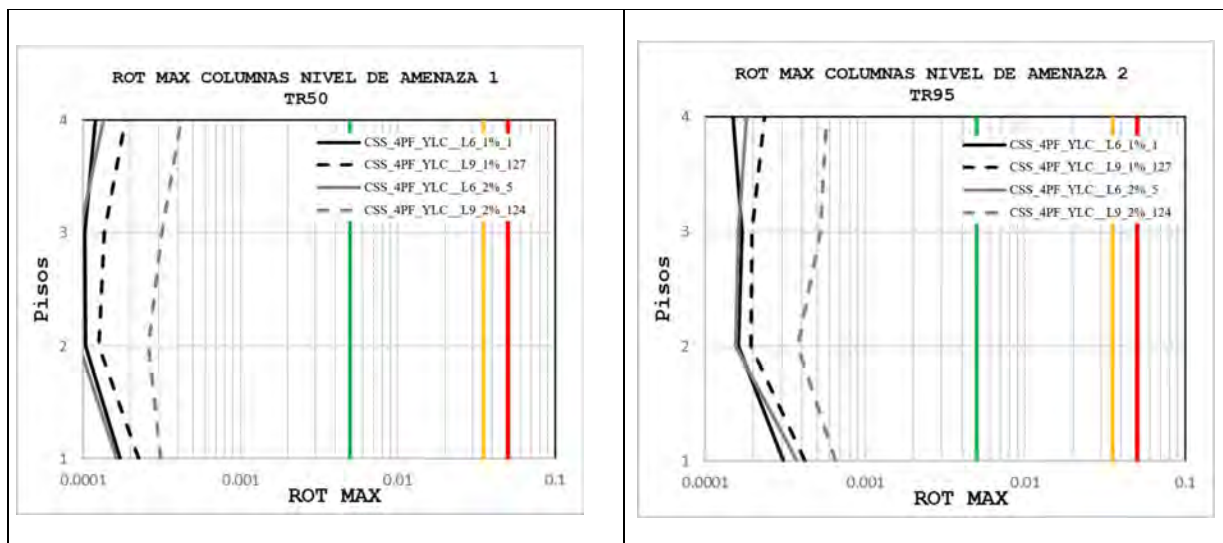 ROT MAX COLUMNAS NIVEL DE AMENAZA 1
TR50
4
3
2
1
Pisos
CSS_4PF_YLC__L6_1%_1
CSS_4PF_YLC__L9_1%_127
CSS_4PF_YLC__L6_2%_5
CSS_4PF_YLC__L9_2%_124
0.0001
0.001
0.01
0.1
ROT MAX
ROT MAX COLUMNAS NIVEL DE AMENAZA 2
TR95
4
3
2
1
Pisos
CSS_4PF_YLC__L6_1%_1
CSS_4PF_YLC__L9_1%_127
CSS_4PF_YLC__L6_2%_5
CSS_4PF_YLC__L9_2%_124
0.0001
0.001
0.01
0.1
ROT MAX